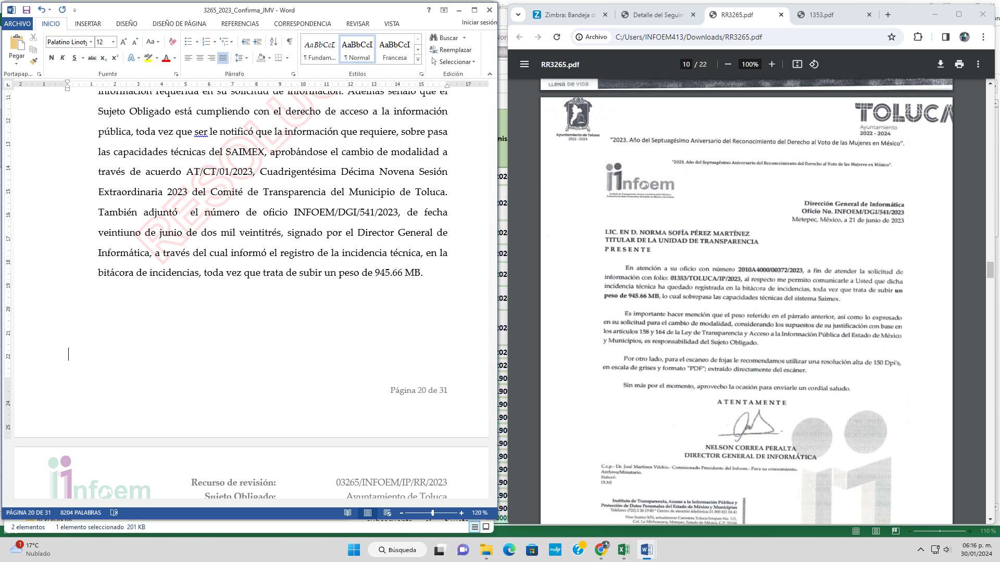 3265_2023_Confirma_JMV - Word
ARCHIVO INICIO INSERTAR DISEÑO DISEÑO DE PÁGINA REFERENCIAS CORRESPONDENCIA REVISAR VISTA Iniciar sesión
Pegar
Palatino Linoty 12
Aa
N K S abc x₂ x² A A
AaBbCcI AaBbCcI AaBbCcI
¶ Fundam... ¶ Normal Francesa
Buscar
Reemplazar
Seleccionar
Portapap... Fuente Párrafo Estilos Edición
información requerida en su solicitud de información. Además señaló que el
Sujeto Obligado está cumpliendo con el derecho de acceso a la información
pública, toda vez que ser le notificó que la información que requiere, sobre pasa
las capacidades técnicas del SAIMEX, aprobándose el cambio de modalidad a
través de acuerdo AT/CT/01/2023, Cuadrigentésima Décima Novena Sesión
Extraordinaria 2023 del Comité de Transparencia del Municipio de Toluca.
También adjuntó el número de oficio INFOEM/DGI/541/2023, de fecha
veintiuno de junio de dos mil veintitrés, signado por el Director General de
Informática, a través del cual informó el registro de la incidencia técnica, en la
bitácora de incidencias, toda vez que trata de subir un peso de 945.66 MB.
RESOLUC
Página 20 de 31
infoem
Recurso de revisión: 03265/INFOEM/IP/RR/2023
Sujeto Obligado: Ayuntamiento de Toluca
PÁGINA 20 DE 31 8204 PALABRAS 120 %
2 elementos 1 elemento seleccionado 201 KB
Zimbra: Bandeja d
Detalle del Seguim
RR3265.pdf
1353.pdf
Archivo C:/Users/INFOEM413/Downloads/RR3265.pdf
RR3265.pdf 10 / 22 100%
LLENA DE VIDA
Ayuntamiento de Toluca
2022 - 2024
TOLUCA
Ayuntamiento
2022 - 2024
"2023. Año del Septuagésimo Aniversario del Reconocimiento del Derecho al Voto de las Mujeres en México".
"2023. Año del Septuagésimo Aniversario del Reconocimiento del Derecho al Voto de las Mujeres en México".
infoem
Instituto de Transparencia, Acceso a la Información Pública y
Protección de Datos Personales del Estado de México y Municipios
Dirección General de Informática
Oficio No. INFOEM/DGI/541/2023
Metepec, México, a 21 de junio de 2023
LIC. EN D. NORMA SOFÍA PÉREZ MARTÍNEZ
TITULAR DE LA UNIDAD DE TRANSPARENCIA
P R E S E N T E
En atención a su oficio con número 2010A4000/00372/2023, a fin de atender la solicitud de
información con folio: 01353/TOLUCA/IP/2023, al respecto me permito comunicarle a Usted que dicha
incidencia técnica ha quedado registrada en la bitácora de incidencias, toda vez que trata de subir un
peso de 945.66 MB, lo cual sobrepasa las capacidades técnicas del sistema Saimex.
Es importante hacer mención que el peso referido en el párrafo anterior, así como lo expresado
en su solicitud para el cambio de modalidad, considerando los supuestos de su justificación con base en
los artículos 158 y 164 de la Ley de Transparencia y Acceso a la Información Pública del Estado de México
y Municipios, es responsabilidad del Sujeto Obligado.
Por otro lado, para el escaneo de fojas le recomendamos utilizar una resolución alta de 150 Dpi's,
en escala de grises y formato "PDF"; extraído directamente del escáner.
Sin más por el momento, aprovecho la ocasión para enviarle un cordial saludo.
A T E N T A M E N T E
NELSON CORREA PERALTA
DIRECTOR GENERAL DE INFORMÁTICA
C.c.p.- Dr. José Martínez Vilchis.- Comisionado Presidente del Infoem.- Para su conocimiento.
Archivo/Minutario.
Elaboró:
DLMJ
Instituto de Transparencia, Acceso a la Información Pública y
Protección de Datos Personales del Estado de México y Municipios
Teléfono: (722) 2 26 19 80 * Centro de atención telefónica: 01 800 821 04 41
Pino Suárez S/N, actualmente Carretera Toluca-Ixtapan No. 111,
Col. La Michoacana, Metepec, Estado de México, C.P. 52166
110 %
1
17°C
Nublado
Búsqueda
06:16 p. m.
30/01/2024